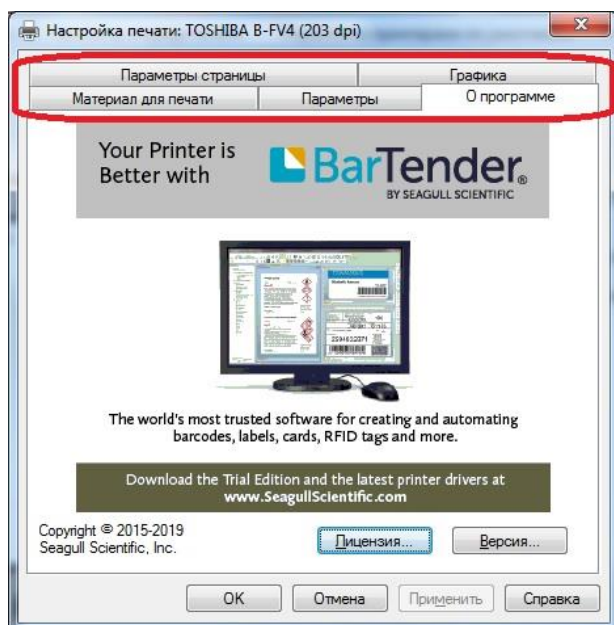 Настройка печати: TOSHIBA B-FV4 (203 dpi)
Параметры страницы
Графика
Материал для печати
Параметры
О программе
Your Printer is
Better with
BarTender®
BY SEAGULL SCIENTIFIC
The world's most trusted software for creating and automating
barcodes, labels, cards, RFID tags and more.
Download the Trial Edition and the latest printer drivers at
www.SeagullScientific.com
Copyright © 2015-2019
Seagull Scientific, Inc.
Лицензия...
Версия...
OK
Отмена
Применить
Справка